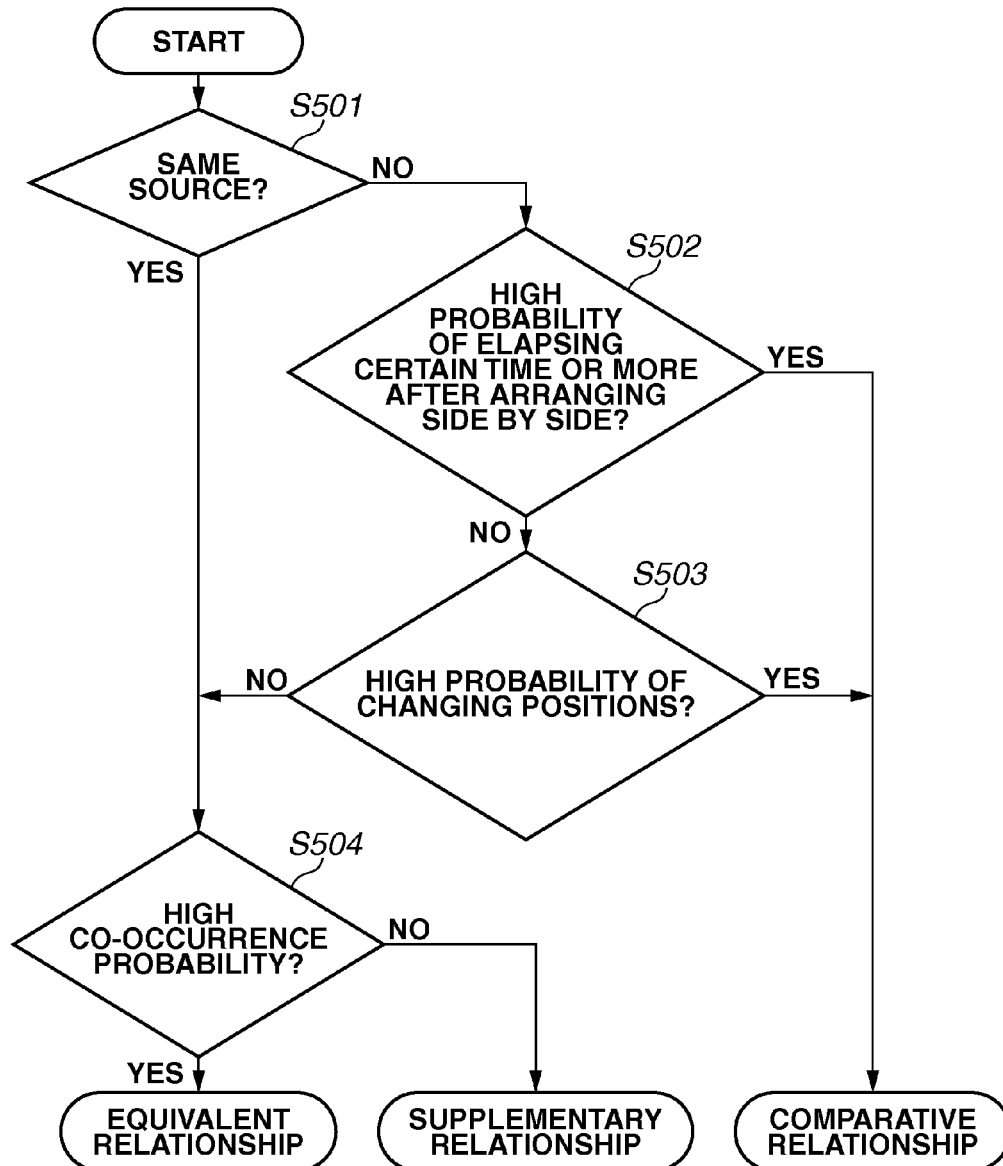 START
S501
SAME
SOURCE?
NO
YES
S502
HIGH
PROBABILITY
OF ELAPSING
CERTAIN TIME OR MORE
AFTER ARRANGING
SIDE BY SIDE?
YES
NO
S503
HIGH PROBABILITY OF
CHANGING POSITIONS?
NO
YES
S504
HIGH
CO-OCCURRENCE
PROBABILITY?
NO
YES
EQUIVALENT
RELATIONSHIP
SUPPLEMENTARY
RELATIONSHIP
COMPARATIVE
RELATIONSHIP